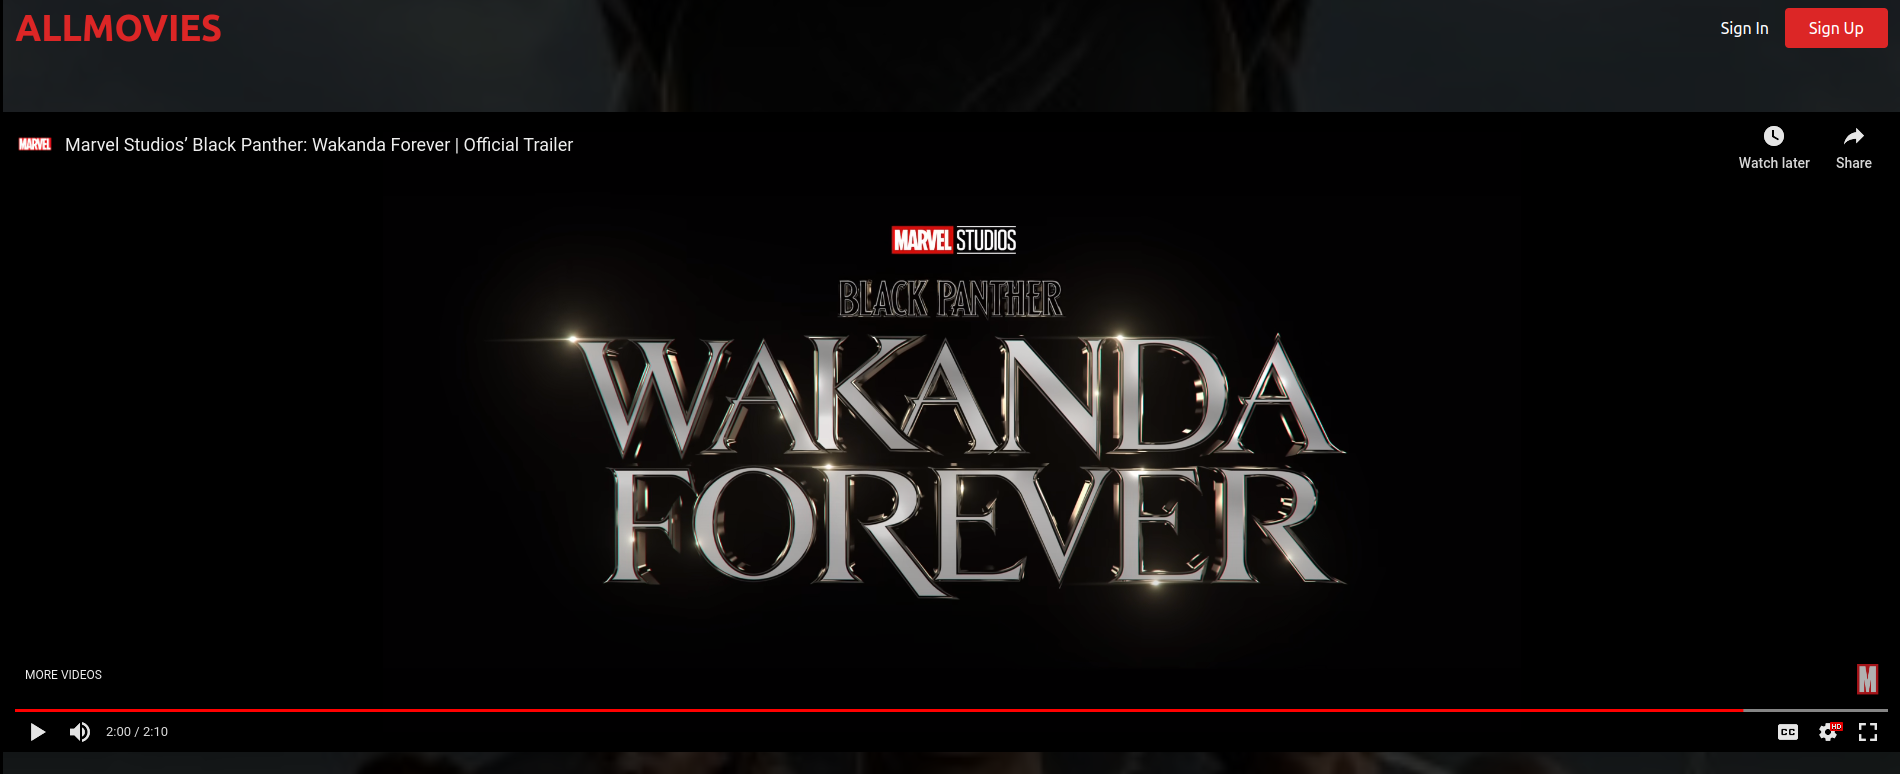 ALLMOVIES
Sign In
Sign Up
MARVEL
Marvel Studios’ Black Panther: Wakanda Forever | Official Trailer
Watch later
Share
MARVEL STUDIOS
BLACK PANTHER
WAKANDA
FOREVER
MORE VIDEOS
M
2:00 / 2:10
CC
HD